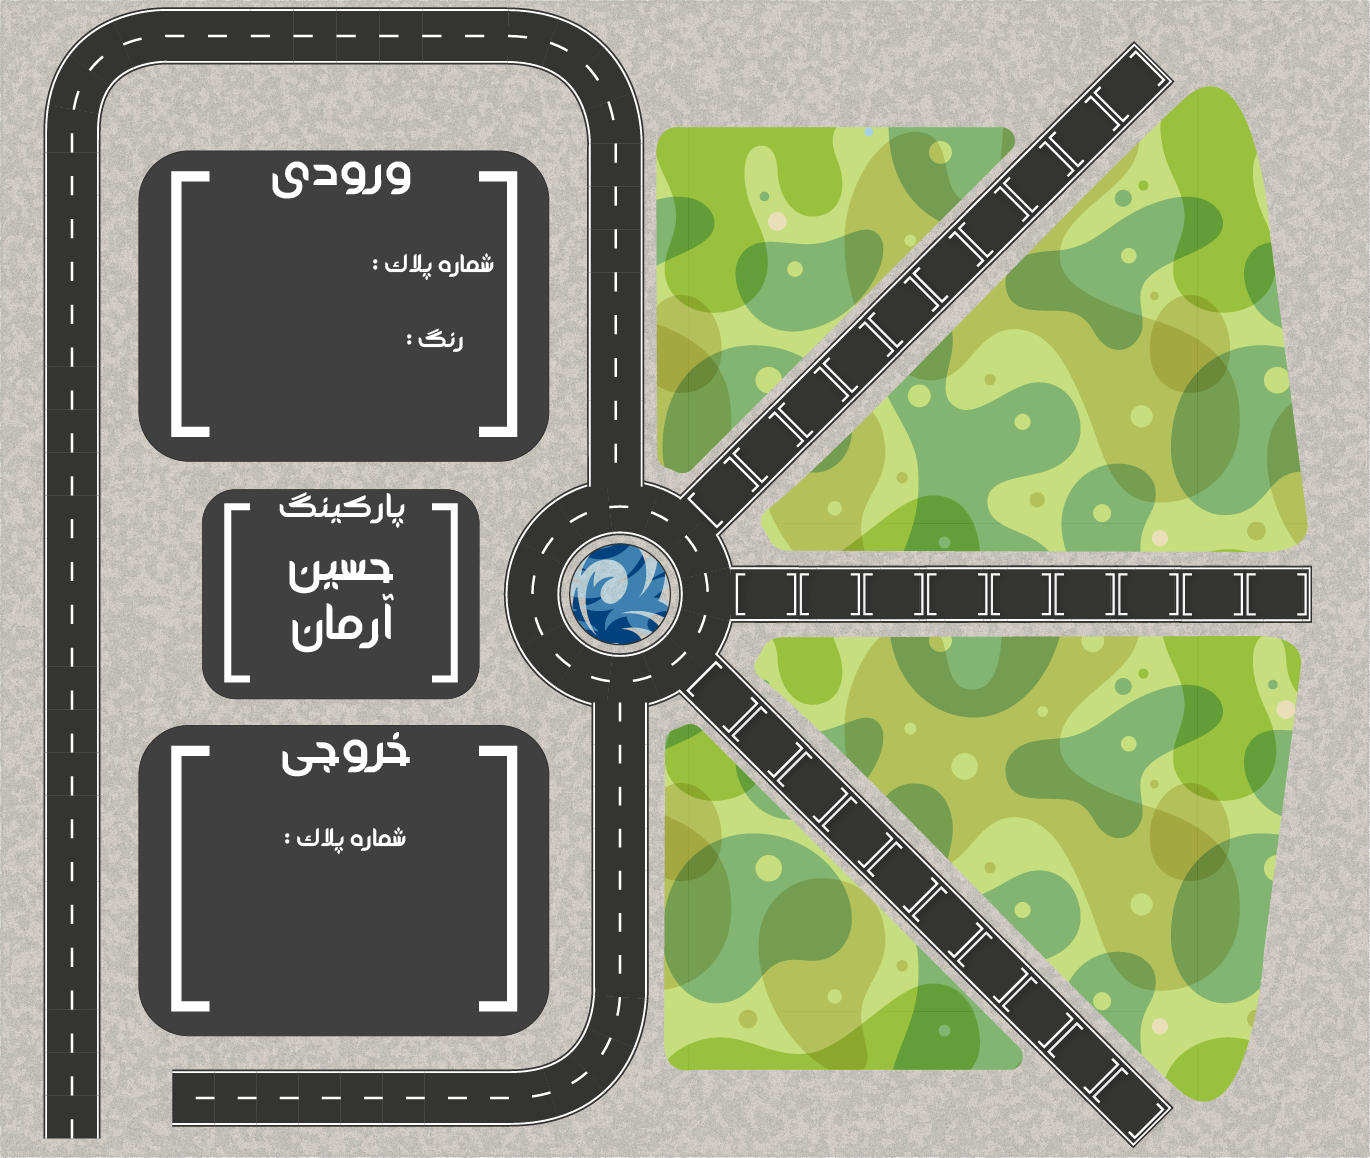 ورودی
شماره پلاک :
رنگ :
پارکینگ
حسین
آرمان
خروجی
شماره پلاک :